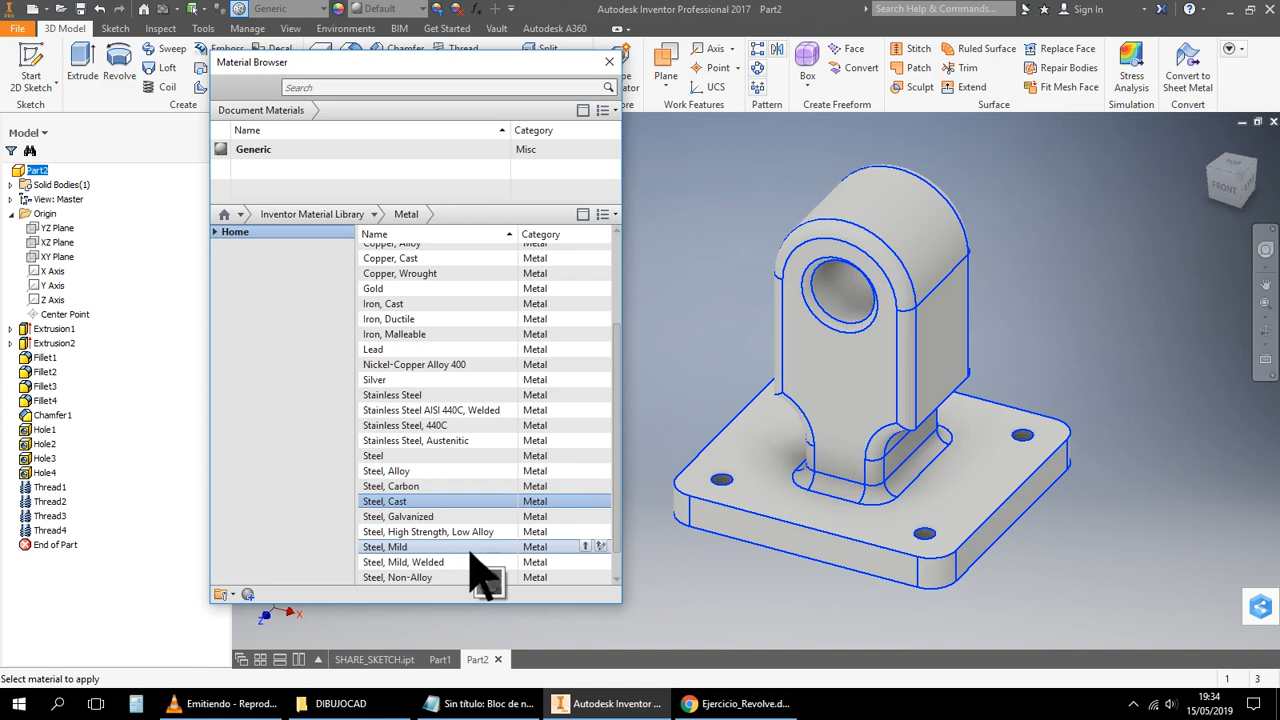 Generic
Default
Autodesk Inventor Professional 2017 Part2
Search Help & Commands...
Sign In
File
3D Model
Sketch
Inspect
Tools
Manage
View
Environments
BIM
Get Started
Vault
Autodesk A360
Start
2D Sketch
Sketch
Extrude
Revolve
Sweep
Loft
Coil
Create
Plane
Axis
Point
UCS
Work Features
Pattern
Box
Face
Convert
Create Freeform
Stitch
Patch
Sculpt
Ruled Surface
Trim
Extend
Replace Face
Repair Bodies
Fit Mesh Face
Surface
Stress
Analysis
Simulation
Convert to
Sheet Metal
Convert
Model
Part2
Solid Bodies(1)
View: Master
Origin
YZ Plane
XZ Plane
XY Plane
X Axis
Y Axis
Z Axis
Center Point
Extrusion1
Extrusion2
Fillet1
Fillet2
Fillet3
Fillet4
Chamfer1
Hole1
Hole2
Hole3
Hole4
Thread1
Thread2
Thread3
Thread4
End of Part
Material Browser
Search
Document Materials
Name Category
Generic Misc
Inventor Material Library Metal
Home
Name Category
Copper, Alloy Metal
Copper, Cast Metal
Copper, Wrought Metal
Gold Metal
Iron, Cast Metal
Iron, Ductile Metal
Iron, Malleable Metal
Lead Metal
Nickel-Copper Alloy 400 Metal
Silver Metal
Stainless Steel Metal
Stainless Steel AISI 440C, Welded Metal
Stainless Steel, 440C Metal
Stainless Steel, Austenitic Metal
Steel Metal
Steel, Alloy Metal
Steel, Carbon Metal
Steel, Cast Metal
Steel, Galvanized Metal
Steel, High Strength, Low Alloy Metal
Steel, Mild Metal
Steel, Mild, Welded Metal
Steel, Non-Alloy Metal
TOP
FRONT
Z X
SHARE_SKETCH.ipt
Part1
Part2
Select material to apply
1 3
Emitiendo - Reprod...
DIBUJOCAD
Sin título: Bloc de n...
Autodesk Inventor ...
Ejercicio_Revolve.d...
19:34
15/05/2019